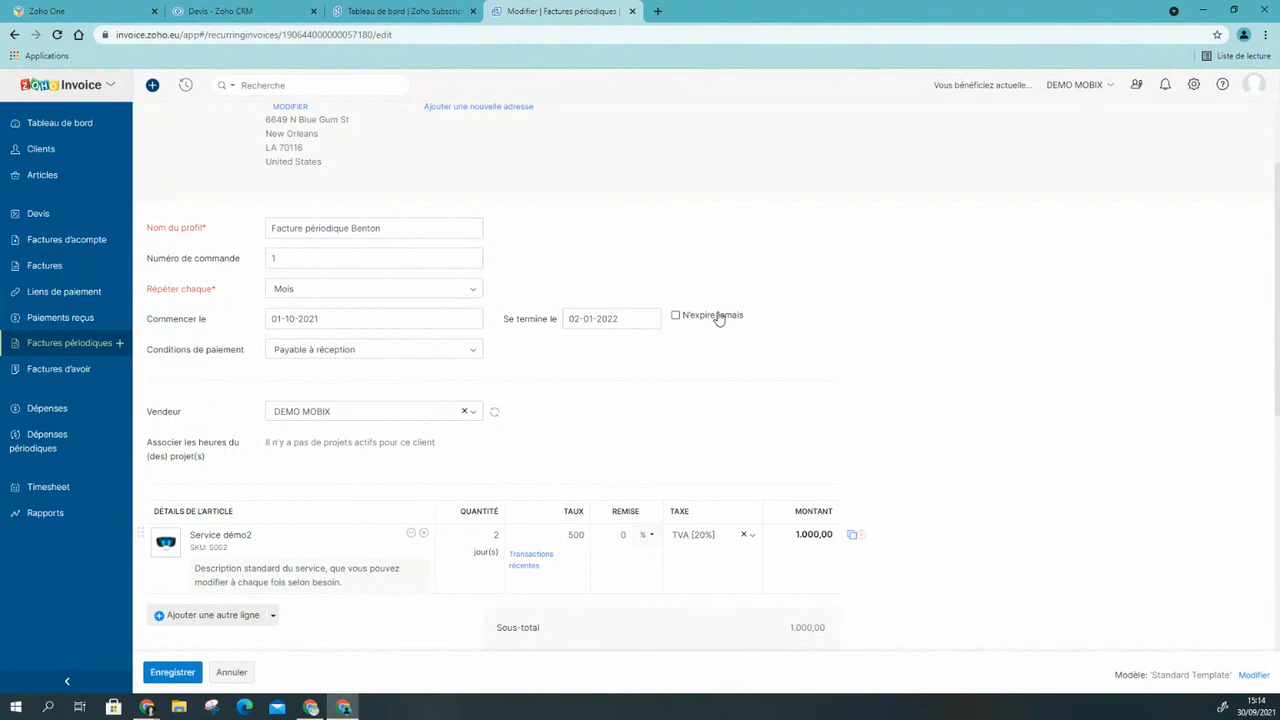 Zoho One
Devis - Zoho CRM
Tableau de bord | Zoho Subscript
Modifier | Factures périodiques |
invoice.zoho.eu/app#/recurringinvoices/190644000000057180/edit
Applications
Liste de lecture
ZOHO Invoice
Recherche
Vous bénéficiez actuelle...
DEMO MOBIX
Tableau de bord
Clients
Articles
Devis
Factures d'acompte
Factures
Liens de paiement
Paiements reçus
Factures périodiques
Factures d'avoir
Dépenses
Dépenses
périodiques
Timesheet
Rapports
MODIFIER
Ajouter une nouvelle adresse
6649 N Blue Gum St
New Orleans
LA 70116
United States
Nom du profil*
Facture périodique Benton
Numéro de commande
1
Répéter chaque*
Mois
Commencer le
01-10-2021
Se termine le
02-01-2022
N'expire jamais
Conditions de paiement
Payable à réception
Vendeur
DEMO MOBIX
Associer les heures du
(des) projet(s)
Il n'y a pas de projets actifs pour ce client
DÉTAILS DE L'ARTICLE
QUANTITÉ
TAUX
REMISE
TAXE
MONTANT
Service démo2
SKU: S002
Description standard du service, que vous pouvez
modifier à chaque fois selon besoin.
2
jour(s)
500
Transactions
récentes
0
%
TVA [20%]
1.000,00
Ajouter une autre ligne
Sous-total
1.000,00
Enregistrer
Annuler
Modèle: 'Standard Template'
Modifier
15:14
30/09/2021